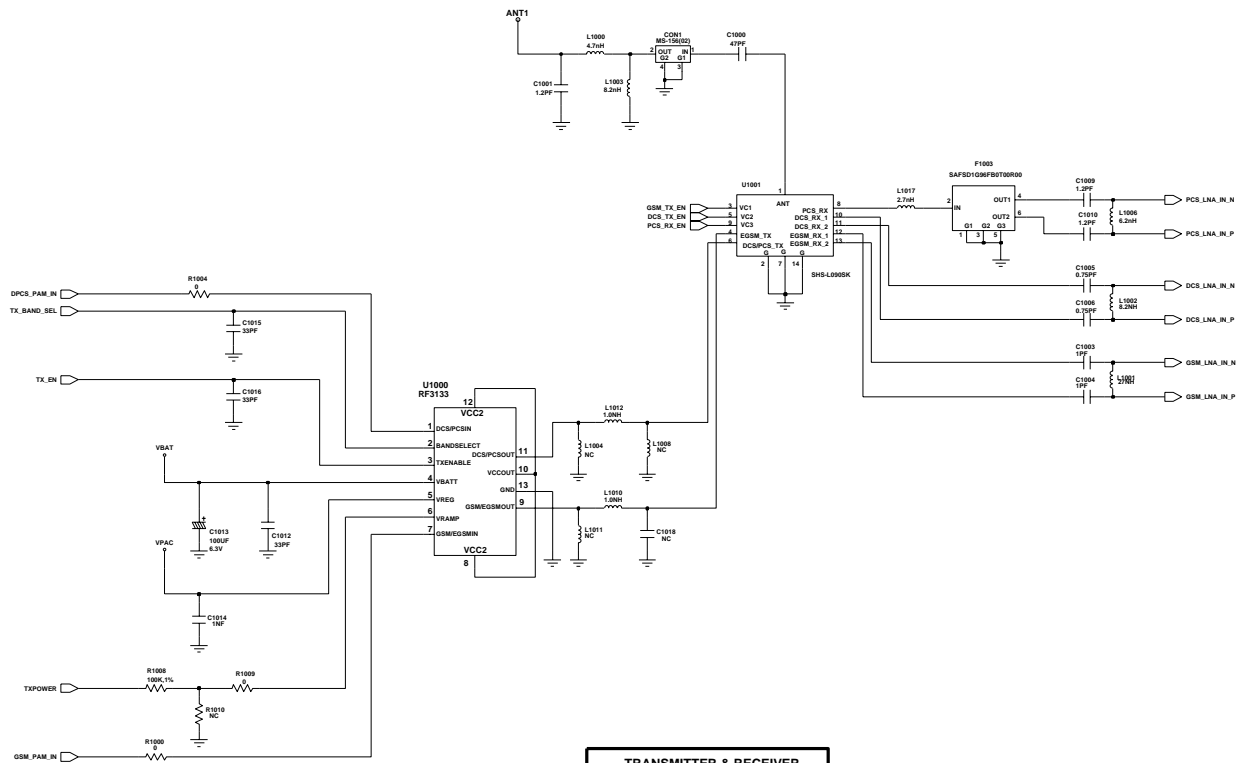 ANT1
L1000
4.7nH
CON1
MS-156(02)
2 OUT IN 1
G2 G1
4 3
C1000
47PF
C1001
1.2PF
L1003
8.2nH
U1001
1
ANT
GSM_TX_EN 3 VC1
DCS_TX_EN 5 VC2
PCS_RX_EN 9 VC3
4 EGSM_TX
6 DCS/PCS_TX
PCS_RX 8
DCS_RX_1 10
DCS_RX_2 11
EGSM_RX_1 12
EGSM_RX_2 13
G G G
2 7 14
SHS-L090SK
L1017
2.7nH
F1003
SAFSD1G96FB0T00R00
2 IN
OUT1 4
OUT2 6
G1 G2 G3
1 3 5
C1009
1.2PF
PCS_LNA_IN_N
L1006
6.2nH
C1010
1.2PF
PCS_LNA_IN_P
C1005
0.75PF
DCS_LNA_IN_N
L1002
8.2NH
C1006
0.75PF
DCS_LNA_IN_P
C1003
1PF
GSM_LNA_IN_N
L1001
27NH
C1004
1PF
GSM_LNA_IN_P
R1004
0
DPCS_PAM_IN
TX_BAND_SEL
C1015
33PF
TX_EN
C1016
33PF
U1000
RF3133
12
VCC2
1 DCS/PCSIN
2 BANDSELECT
3 TXENABLE
4 VBATT
5 VREG
6 VRAMP
7 GSM/EGSMIN
DCS/PCSOUT 11
VCCOUT 10
GND 13
GSM/EGSMOUT 9
VCC2
8
L1012
1.0NH
L1004
NC
L1008
NC
L1010
1.0NH
L1011
NC
C1018
NC
VBAT
+
C1013
100UF
6.3V
C1012
33PF
VPAC
C1014
1NF
R1008
100K,1%
R1009
0
TXPOWER
R1010
NC
R1000
0
GSM_PAM_IN
TRANSMITTER & RECEIVER